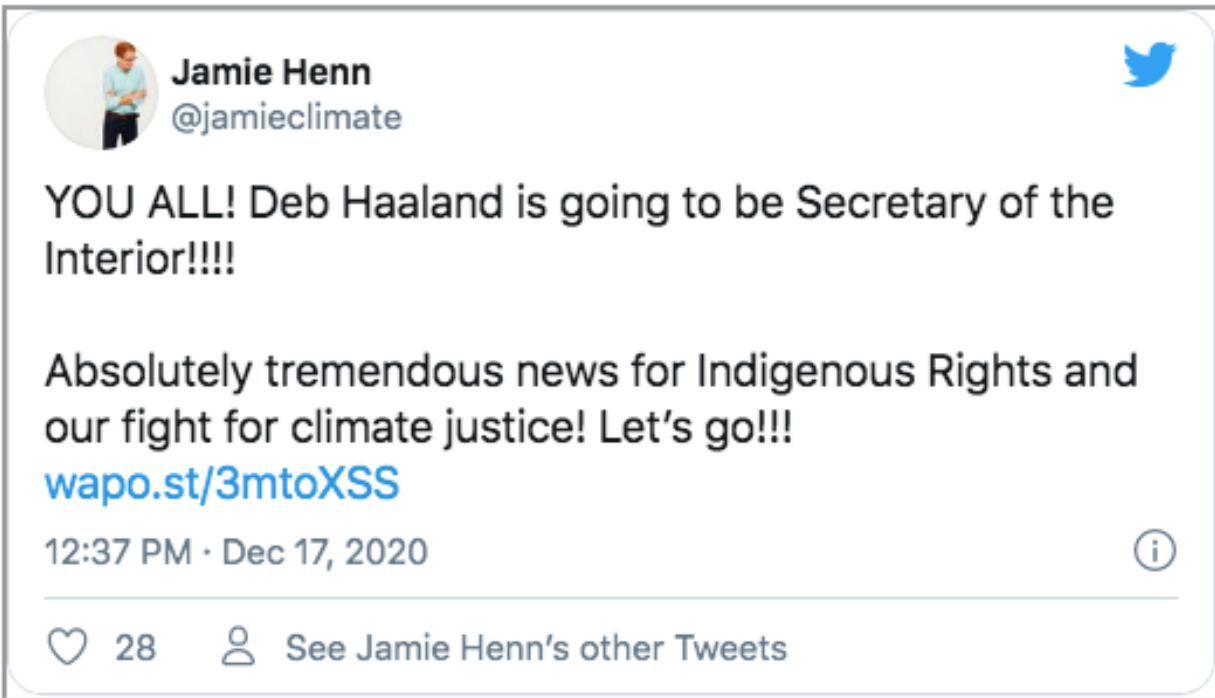 Jamie Henn
@jamieclimate
YOU ALL! Deb Haaland is going to be Secretary of the
Interior!!!!
Absolutely tremendous news for Indigenous Rights and
our fight for climate justice! Let's go!!!
wapo.st/3mtoXSS
12:37 PM · Dec 17, 2020
28 See Jamie Henn's other Tweets